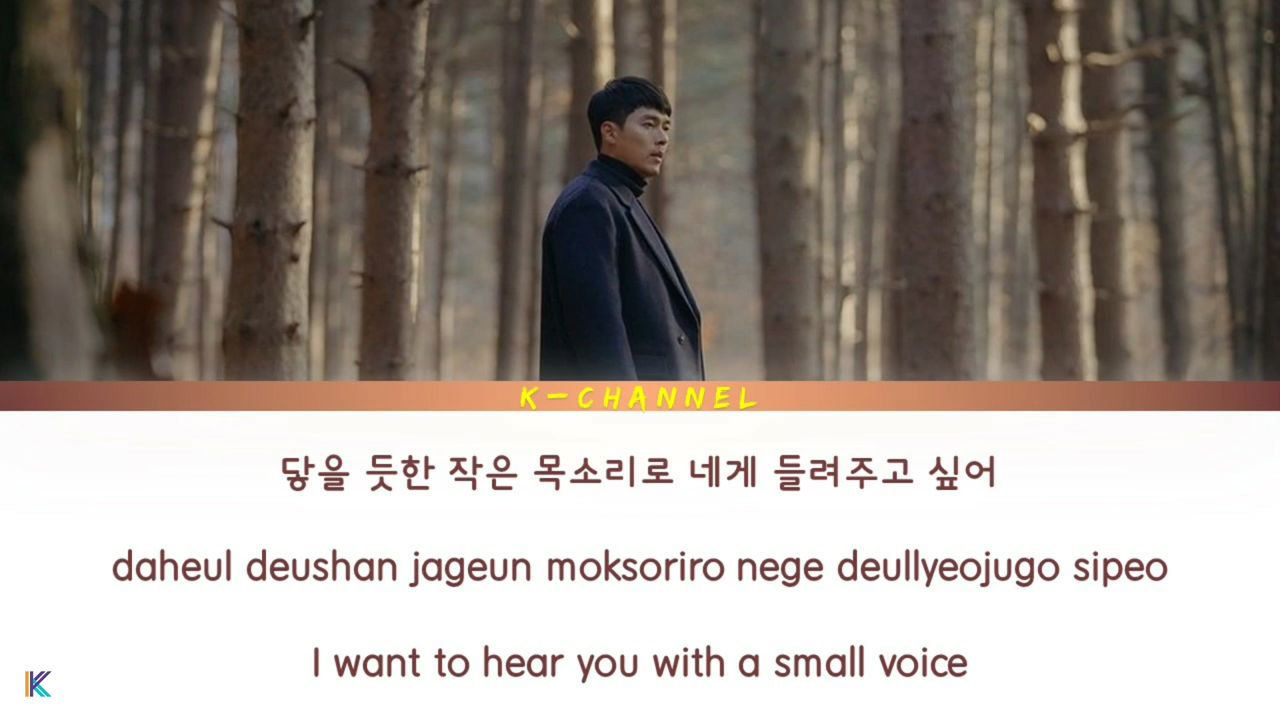 K-CHANNEL
닿을 듯한 작은 목소리로 네게 들려주고 싶어
daheul deushan jageun moksoriro nege deullyeojugo sipeo
I want to hear you with a small voice
K